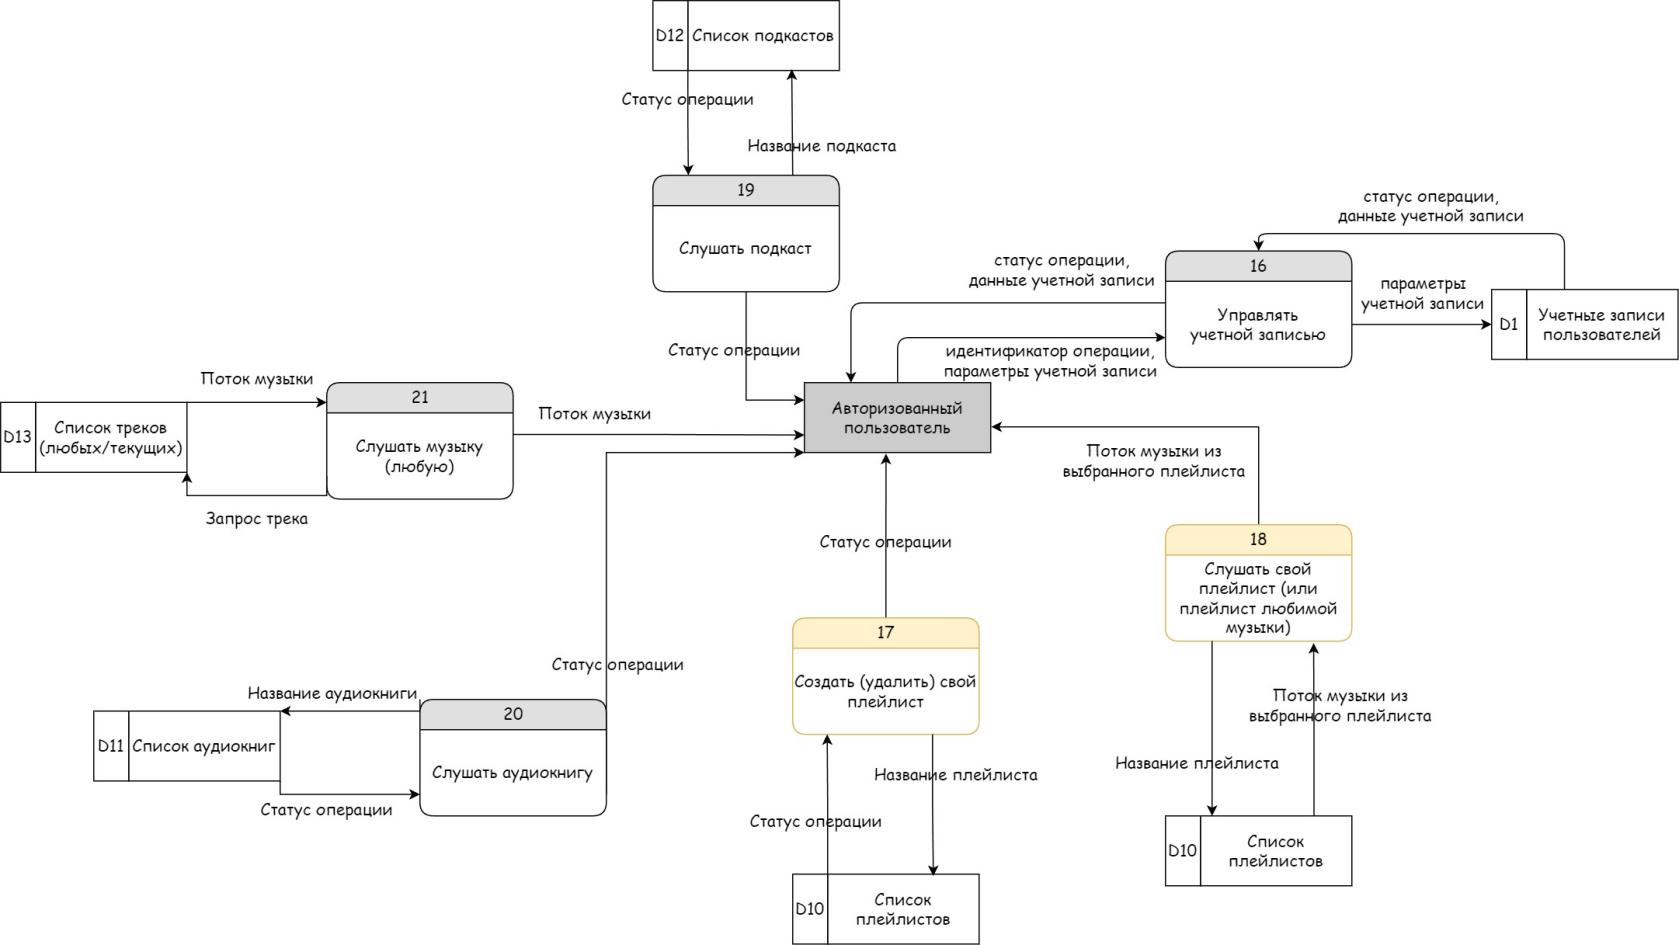 D12
Список подкастов
Статус операции
Название подкаста
19
Слушать подкаст
Статус операции
статус операции,
данные учетной записи
16
Управлять
учетной записью
статус операции,
данные учетной записи
параметры
учетной записи
D1
Учетные записи
пользователей
идентификатор операции,
параметры учетной записи
Поток музыки
D13
Список треков
(любых/текущих)
21
Слушать музыку
(любую)
Запрос трека
Поток музыки
Авторизованный
пользователь
Поток музыки из
выбранного плейлиста
18
Слушать свой
плейлист (или
плейлист любимой
музыки)
Статус операции
17
Создать (удалить) свой
плейлист
Статус операции
Название аудиокниги
D11
Список аудиокниг
20
Слушать аудиокнигу
Статус операции
Название плейлиста
Статус операции
D10
Список
плейлистов
Поток музыки из
выбранного плейлиста
Название плейлиста
D10
Список
плейлистов